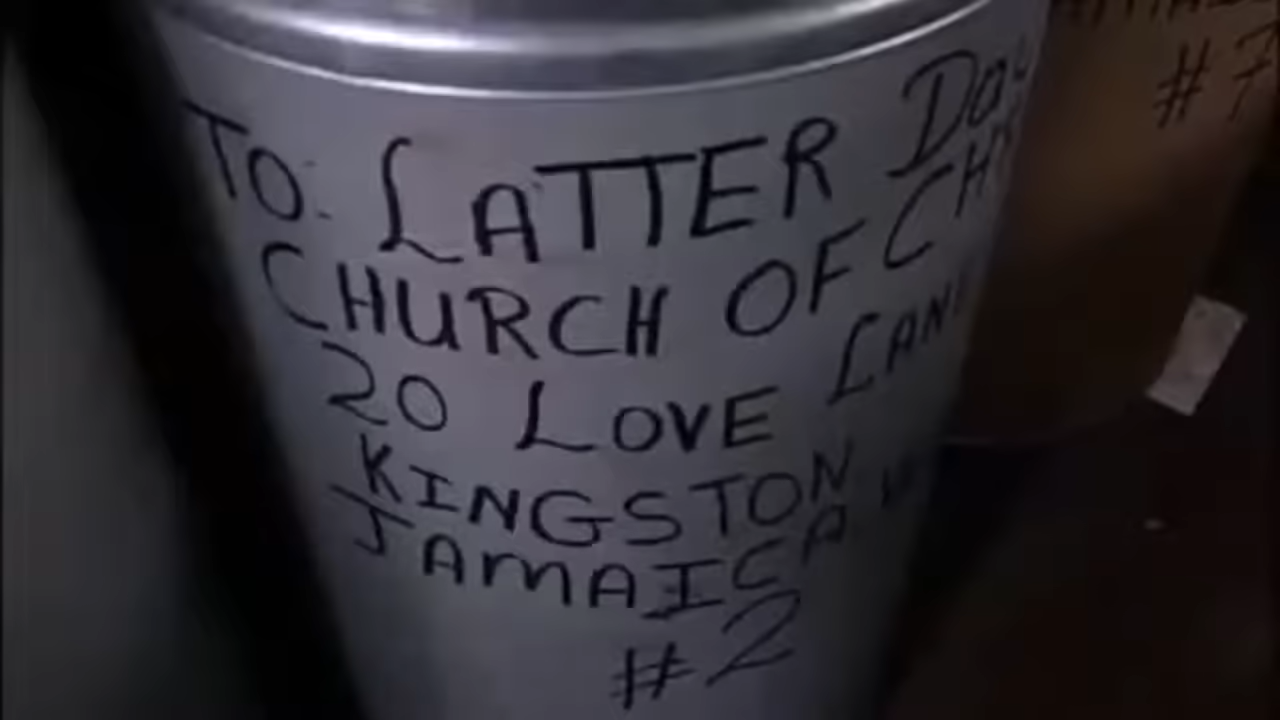 TO: LATTER
CHURCH OF
20 LOVE
KINGSTON
JAMAICA
#2